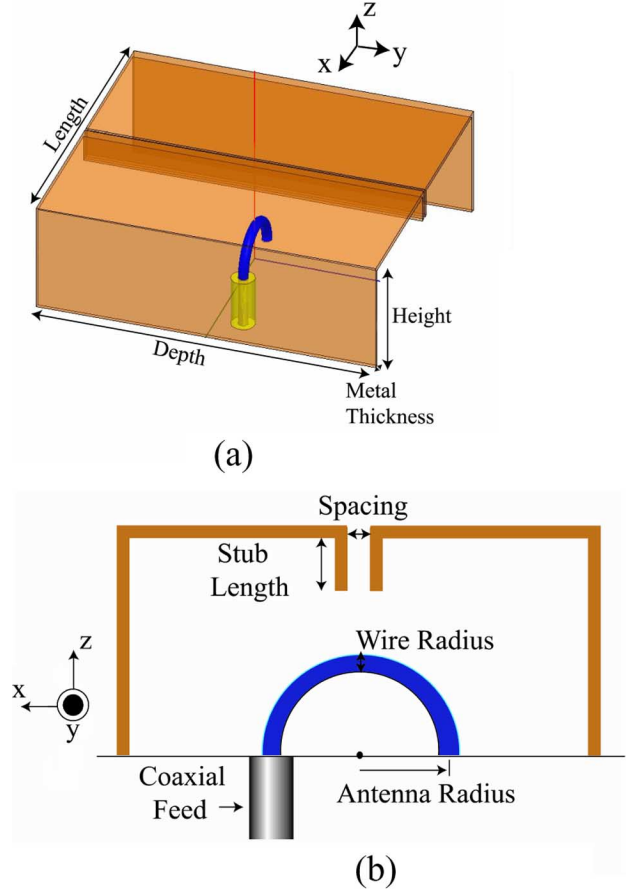 z
x
y
Length
Height
Depth
Metal
Thickness
(a)
Spacing
Stub
Length
Wire Radius
z
x
y
Coaxial
Feed
Antenna Radius
(b)